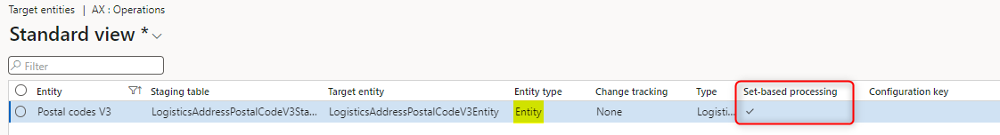 Target entities | AX : Operations
Standard view *
Filter
Entity Staging table Target entity Entity type Change tracking Type Set-based processing Configuration key
Postal codes V3 LogisticsAddressPostalCodeV3Sta... LogisticsAddressPostalCodeV3Entity Entity None Logisti...